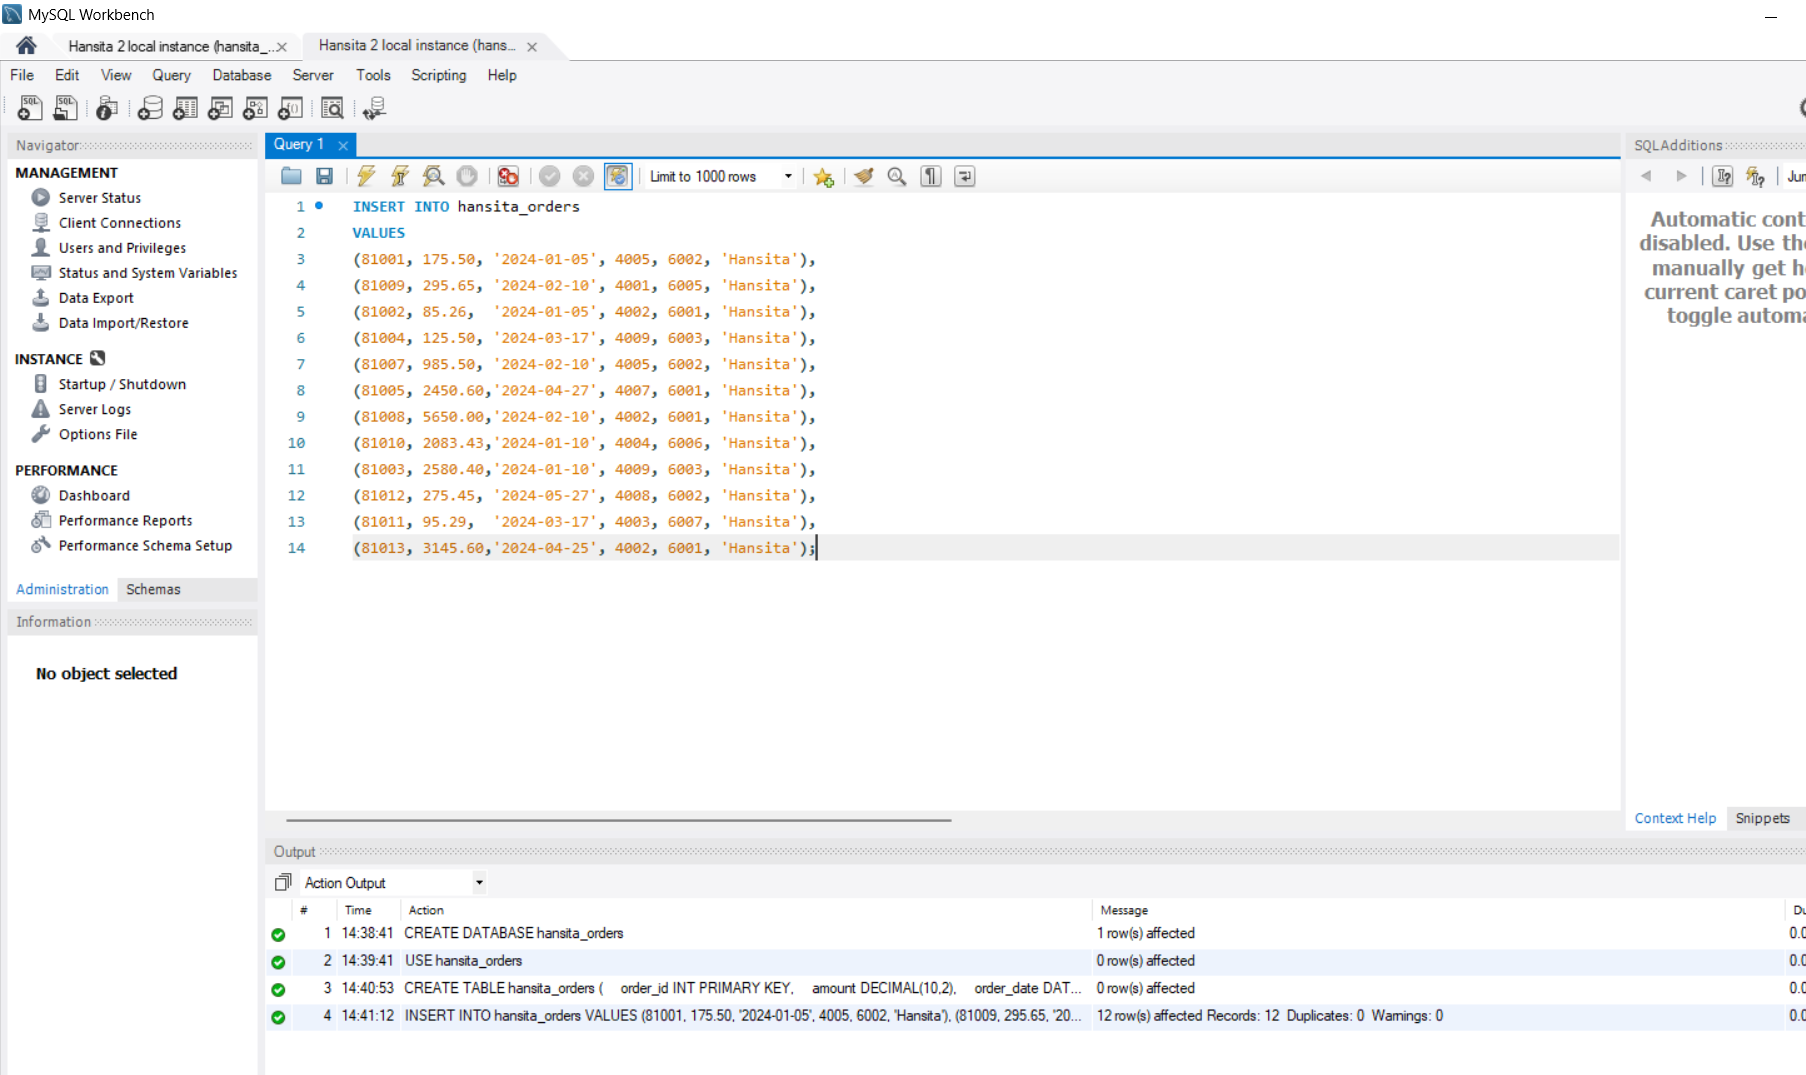 MySQL Workbench
Hansita 2 local instance (hansita_...
Hansita 2 local instance (hans...
File Edit View Query Database Server Tools Scripting Help
Navigator
MANAGEMENT
Server Status
Client Connections
Users and Privileges
Status and System Variables
Data Export
Data Import/Restore
INSTANCE
Startup / Shutdown
Server Logs
Options File
PERFORMANCE
Dashboard
Performance Reports
Performance Schema Setup
Administration Schemas
Information
No object selected
Query 1
Limit to 1000 rows
1 INSERT INTO hansita_orders
2 VALUES
3 (81001, 175.50, '2024-01-05', 4005, 6002, 'Hansita'),
4 (81009, 295.65, '2024-02-10', 4001, 6005, 'Hansita'),
5 (81002, 85.26, '2024-01-05', 4002, 6001, 'Hansita'),
6 (81004, 125.50, '2024-03-17', 4009, 6003, 'Hansita'),
7 (81007, 985.50, '2024-02-10', 4005, 6002, 'Hansita'),
8 (81005, 2450.60,'2024-04-27', 4007, 6001, 'Hansita'),
9 (81008, 5650.00,'2024-02-10', 4002, 6001, 'Hansita'),
10 (81010, 2083.43,'2024-01-10', 4004, 6006, 'Hansita'),
11 (81003, 2580.40,'2024-01-10', 4009, 6003, 'Hansita'),
12 (81012, 275.45, '2024-05-27', 4008, 6002, 'Hansita'),
13 (81011, 95.29, '2024-03-17', 4003, 6007, 'Hansita'),
14 (81013, 3145.60,'2024-04-25', 4002, 6001, 'Hansita');
SQLAdditions
Jum
Automatic cont
disabled. Use the
manually get he
current caret po
toggle automa
Context Help Snippets
Output
Action Output
# Time Action Message Du
1 14:38:41 CREATE DATABASE hansita_orders 1 row(s) affected 0.0
2 14:39:41 USE hansita_orders 0 row(s) affected 0.0
3 14:40:53 CREATE TABLE hansita_orders ( order_id INT PRIMARY KEY, amount DECIMAL(10,2), order_date DAT... 0 row(s) affected 0.0
4 14:41:12 INSERT INTO hansita_orders VALUES (81001, 175.50, '2024-01-05', 4005, 6002, 'Hansita'), (81009, 295.65, '20... 12 row(s) affected Records: 12 Duplicates: 0 Warnings: 0 0.0